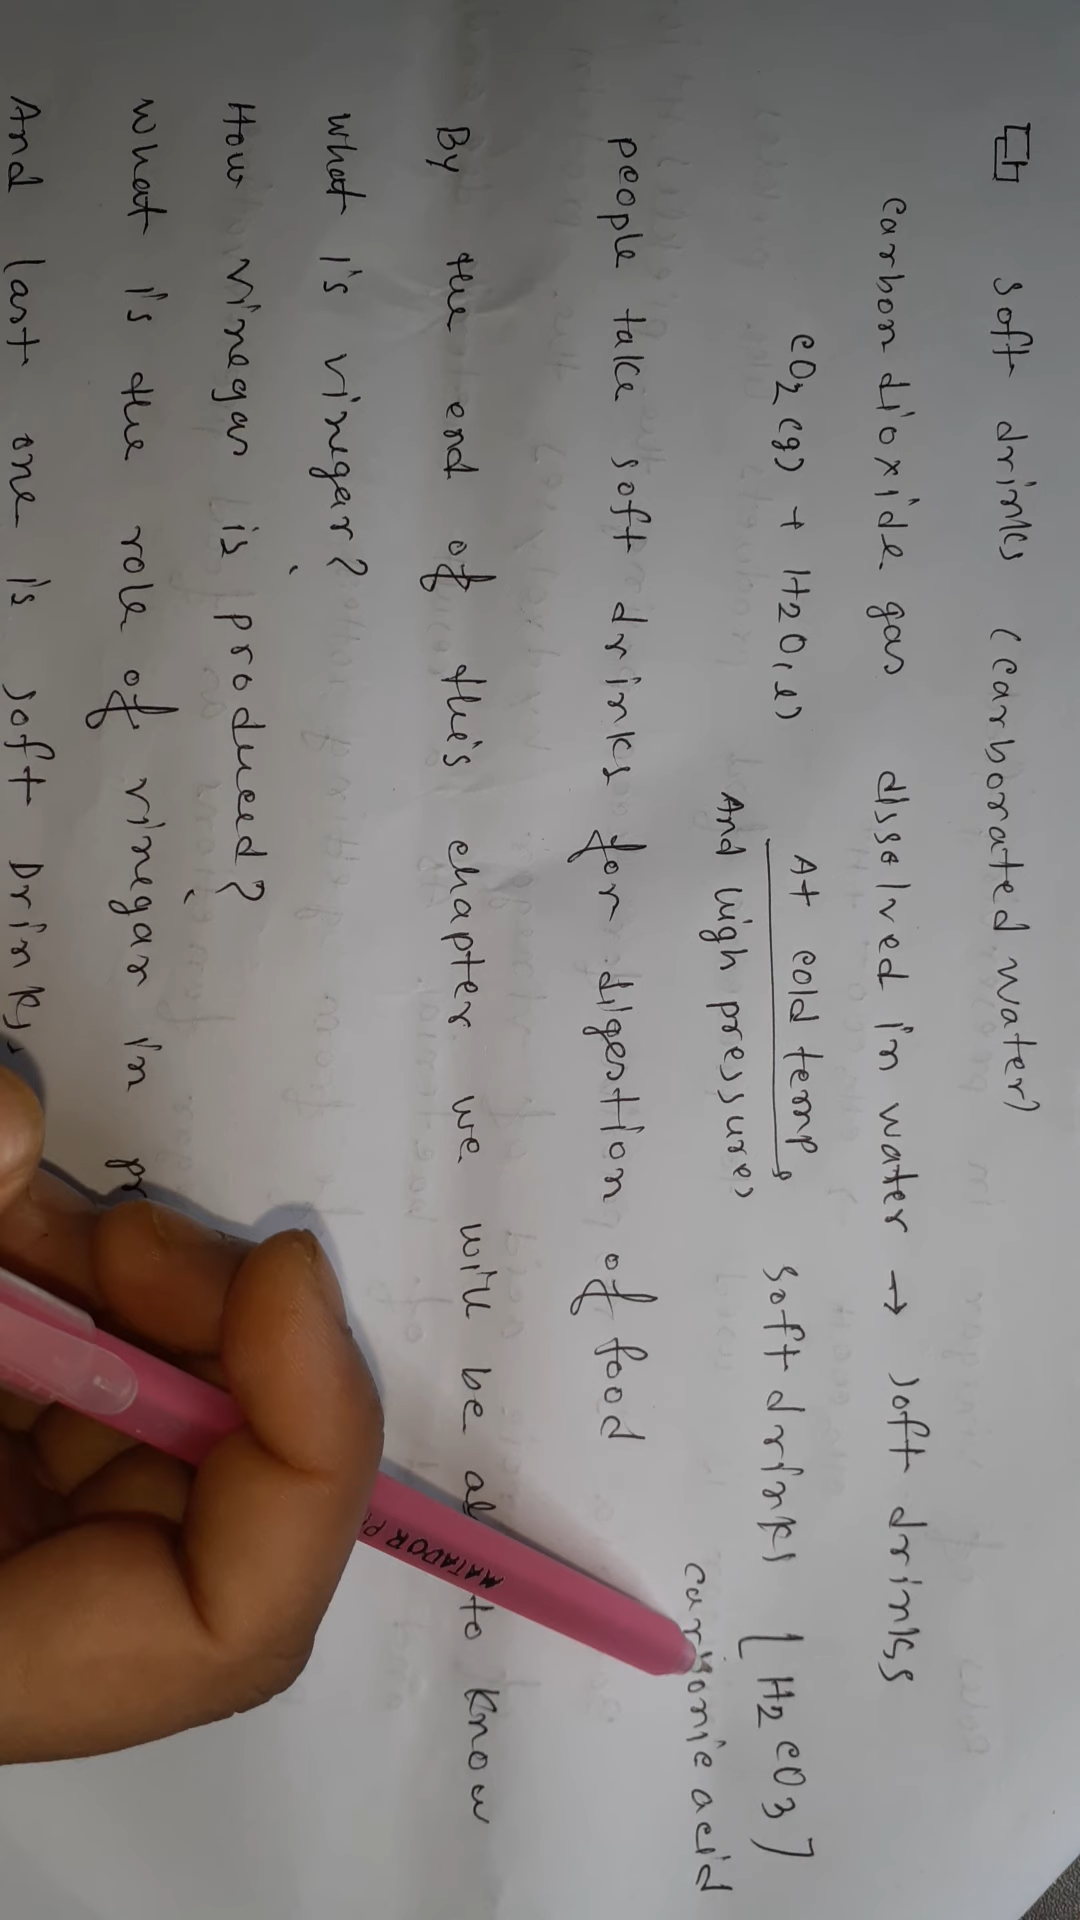 soft drinks (carborated water)
carbon dioxide gas dissolved in water → soft drinks
CO2 (g) + H2O(l) At cold temp soft drinks [H2CO3]
And high pressures carbonic acid
people take soft drinks for digestion of food
By the end of this chapter we will be to know
what is vinegar?
How vinegar is produced?
what is the role of vinegar in
And last one is soft Drinks
MATADOR